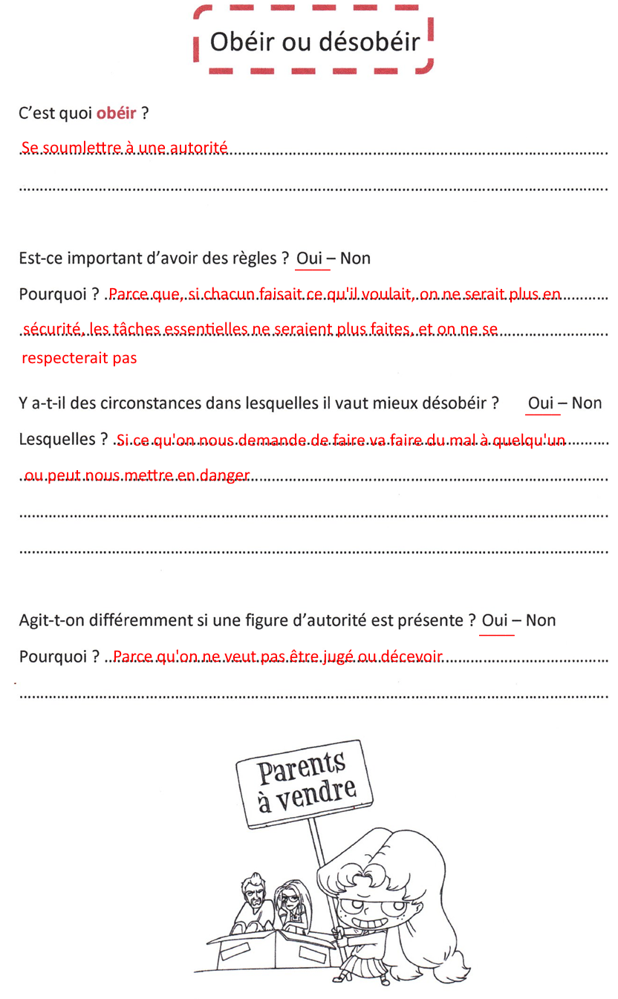 Obéir ou désobéir
C'est quoi obéir ?
Se soumlettre à une autorité
Est-ce important d'avoir des règles ? Oui – Non
Pourquoi ? Parce que, si chacun faisait ce qu'il voulait, on ne serait plus en
sécurité, les tâches essentielles ne seraient plus faites, et on ne se
respecterait pas
Y a-t-il des circonstances dans lesquelles il vaut mieux désobéir ? Oui – Non
Lesquelles ? Si ce qu'on nous demande de faire va faire du mal à quelqu'un
ou peut nous mettre en danger
Agit-t-on différemment si une figure d'autorité est présente ? Oui – Non
Pourquoi ? Parce qu'on ne veut pas être jugé ou décevoir
Parents
à vendre